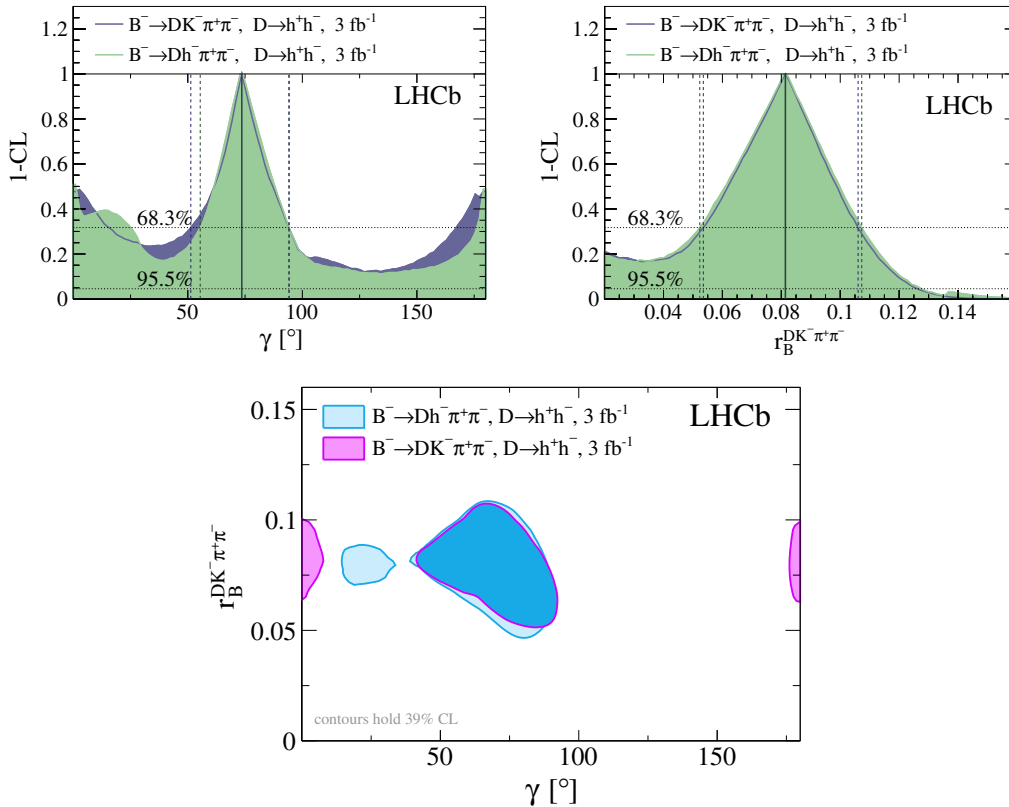 B⁻→DK⁻π⁺π⁻, D→h⁺h⁻, 3 fb⁻¹
B⁻→Dh⁻π⁺π⁻, D→h⁺h⁻, 3 fb⁻¹
LHCb
1-CL
1.2
1
0.8
0.6
0.4
0.2
0
68.3%
95.5%
50
100
150
γ [°]
B⁻→DK⁻π⁺π⁻, D→h⁺h⁻, 3 fb⁻¹
B⁻→Dh⁻π⁺π⁻, D→h⁺h⁻, 3 fb⁻¹
LHCb
1-CL
1.2
1
0.8
0.6
0.4
0.2
0
68.3%
95.5%
0.04
0.06
0.08
0.1
0.12
0.14
r_B^{DK⁻π⁺π⁻}
B⁻→Dh⁻π⁺π⁻, D→h⁺h⁻, 3 fb⁻¹
B⁻→DK⁻π⁺π⁻, D→h⁺h⁻, 3 fb⁻¹
LHCb
r_B^{DK⁻π⁺π⁻}
0.15
0.1
0.05
0
contours hold 39% CL
50
100
150
γ [°]